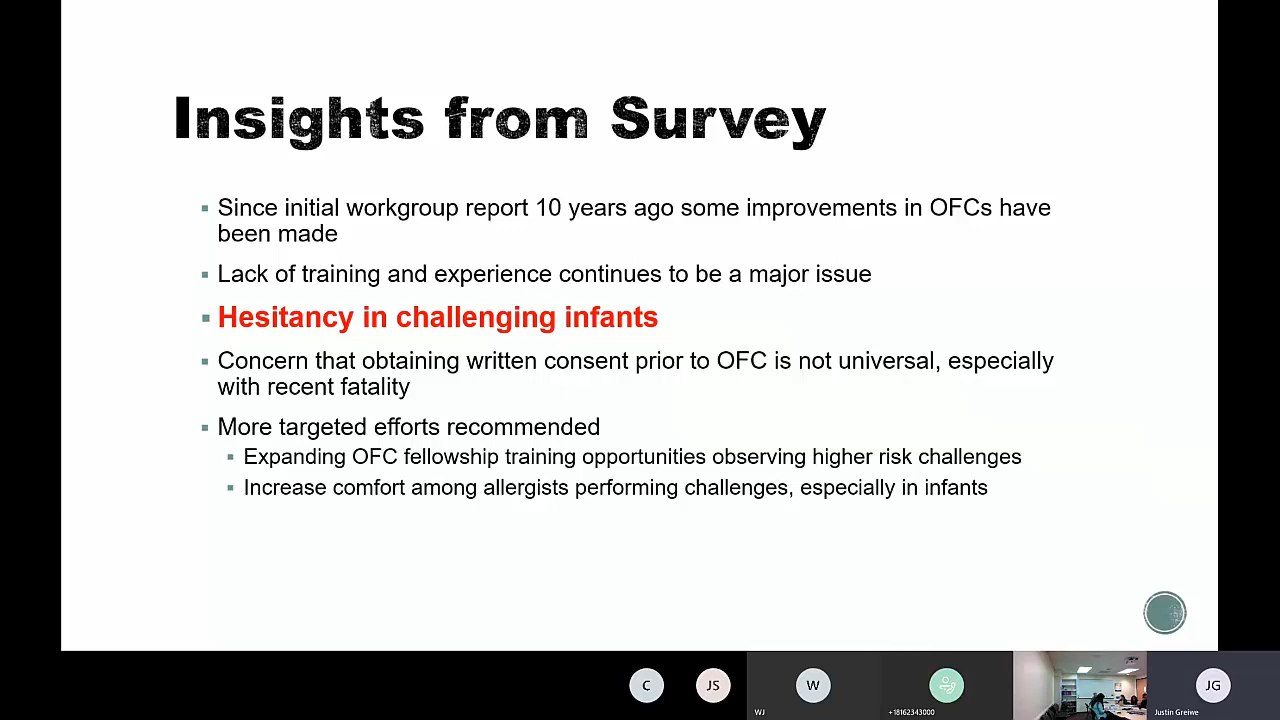 Insights from Survey
Since initial workgroup report 10 years ago some improvements in OFCs have
been made
Lack of training and experience continues to be a major issue
Hesitancy in challenging infants
Concern that obtaining written consent prior to OFC is not universal, especially
with recent fatality
More targeted efforts recommended
Expanding OFC fellowship training opportunities observing higher risk challenges
Increase comfort among allergists performing challenges, especially in infants
C
JS
W
JG
WJ
+18162343000
Justin Greiwe